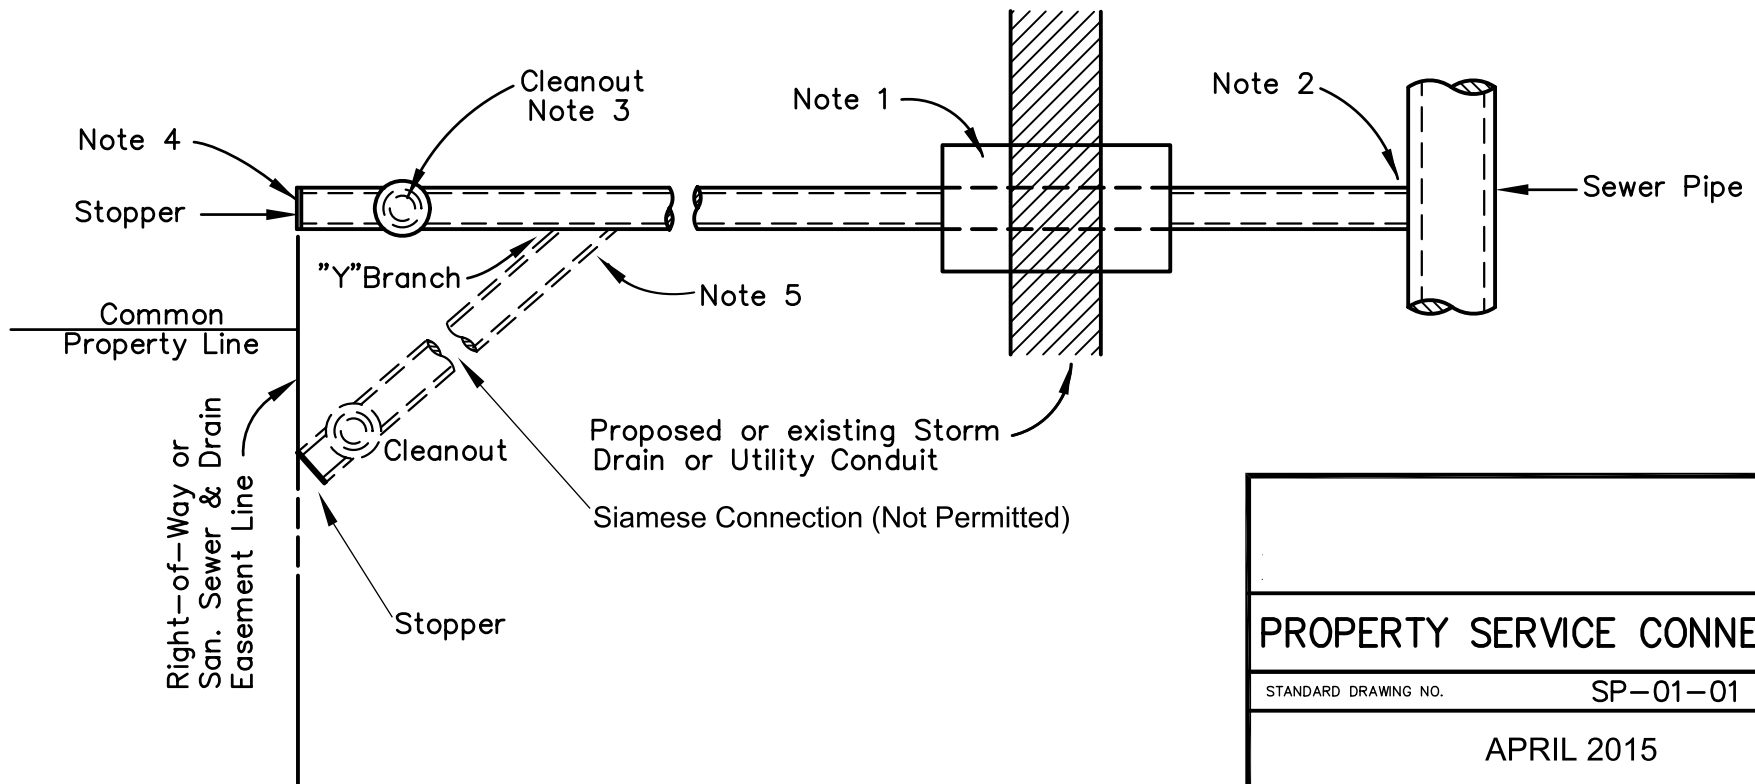 Cleanout
Note 3
Note 1
Note 2
Note 4
Stopper
Sewer Pipe
"Y"Branch
Note 5
Common
Property Line
Right-of-Way or
San. Sewer & Drain
Easement Line
Cleanout
Proposed or existing Storm
Drain or Utility Conduit
Siamese Connection (Not Permitted)
Stopper
PROPERTY SERVICE CONNE
STANDARD DRAWING NO. SP-01-01
APRIL 2015